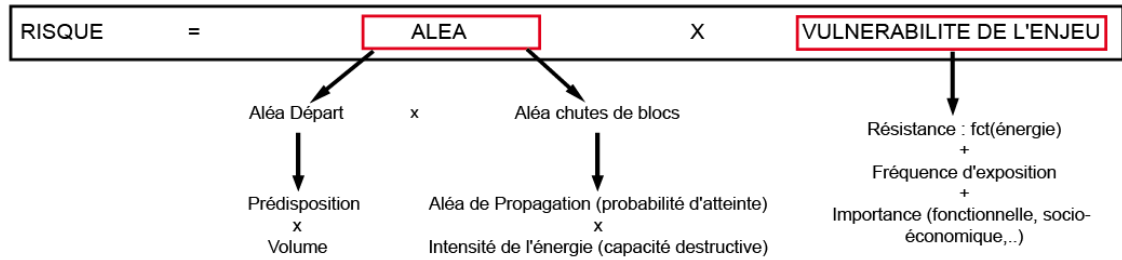 RISQUE = ALEA X VULNERABILITE DE L'ENJEU
Aléa Départ x Aléa chutes de blocs
Prédisposition
x
Volume
Aléa de Propagation (probabilité d'atteinte)
x
Intensité de l'énergie (capacité destructive)
Résistance : fct(énergie)
+
Fréquence d'exposition
+
Importance (fonctionnelle, socio-
économique,..)